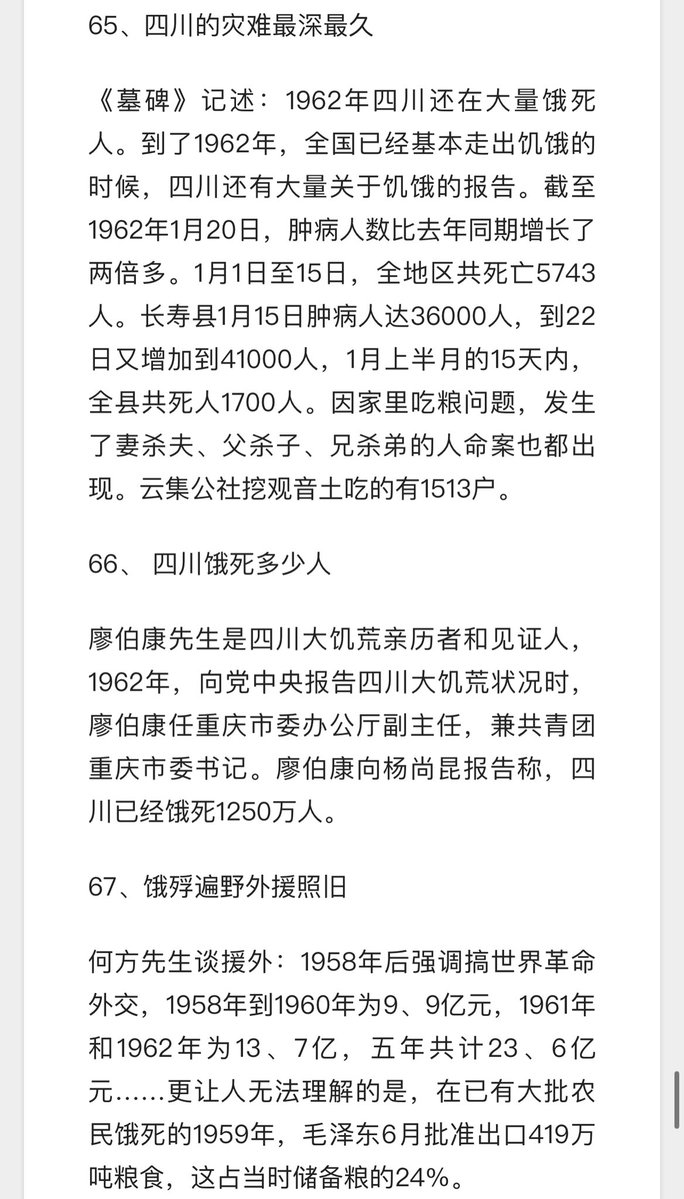 65、四川的灾难最深最久
《墓碑》记述：1962年四川还在大量饿死
人。到了1962年，全国已经基本走出饥饿的
时候，四川还有大量关于饥饿的报告。截至
1962年1月20日，肿病人数比去年同期增长了
两倍多。1月1日至15日，全地区共死亡5743
人。长寿县1月15日肿病人达36000人，到22
日又增加到41000人，1月上半月的15天内，
全县共死人1700人。因家里吃粮问题，发生
了妻杀夫、父杀子、兄杀弟的人命案也都出
现。云集公社挖观音土吃的有1513户。
66、 四川饿死多少人
廖伯康先生是四川大饥荒亲历者和见证人，
1962年，向党中央报告四川大饥荒状况时，
廖伯康任重庆市委办公厅副主任，兼共青团
重庆市委书记。廖伯康向杨尚昆报告称，四
川已经饿死1250万人。
67、饿殍遍野外援照旧
何方先生谈援外：1958年后强调搞世界革命
外交，1958年到1960年为9、9亿元，1961年
和1962年为13、7亿，五年共计23、6亿
元……更让人无法理解的是，在已有大批农
民饿死的1959年，毛泽东6月批准出口419万
吨粮食，这占当时储备粮的24%。